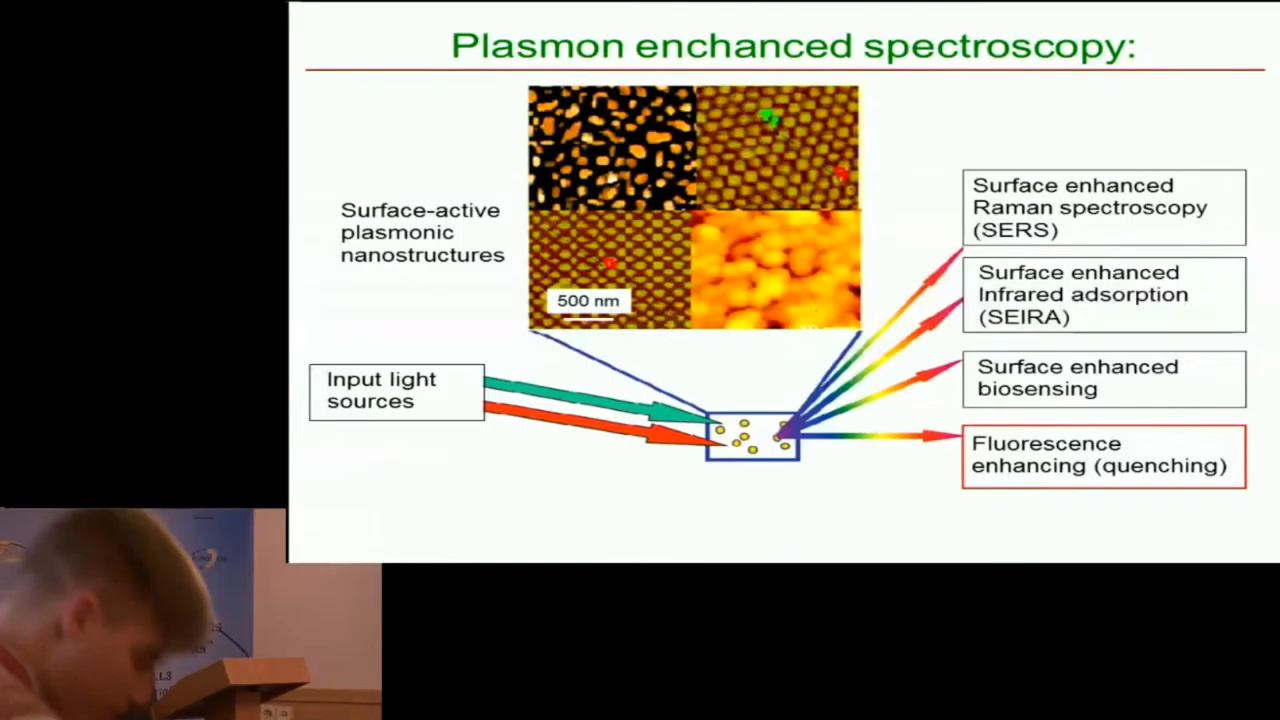 Plasmon enchanced spectroscopy:
Surface-active
plasmonic
nanostructures
500 nm
Input light
sources
Surface enhanced
Raman spectroscopy
(SERS)
Surface enhanced
Infrared adsorption
(SEIRA)
Surface enhanced
biosensing
Fluorescence
enhancing (quenching)